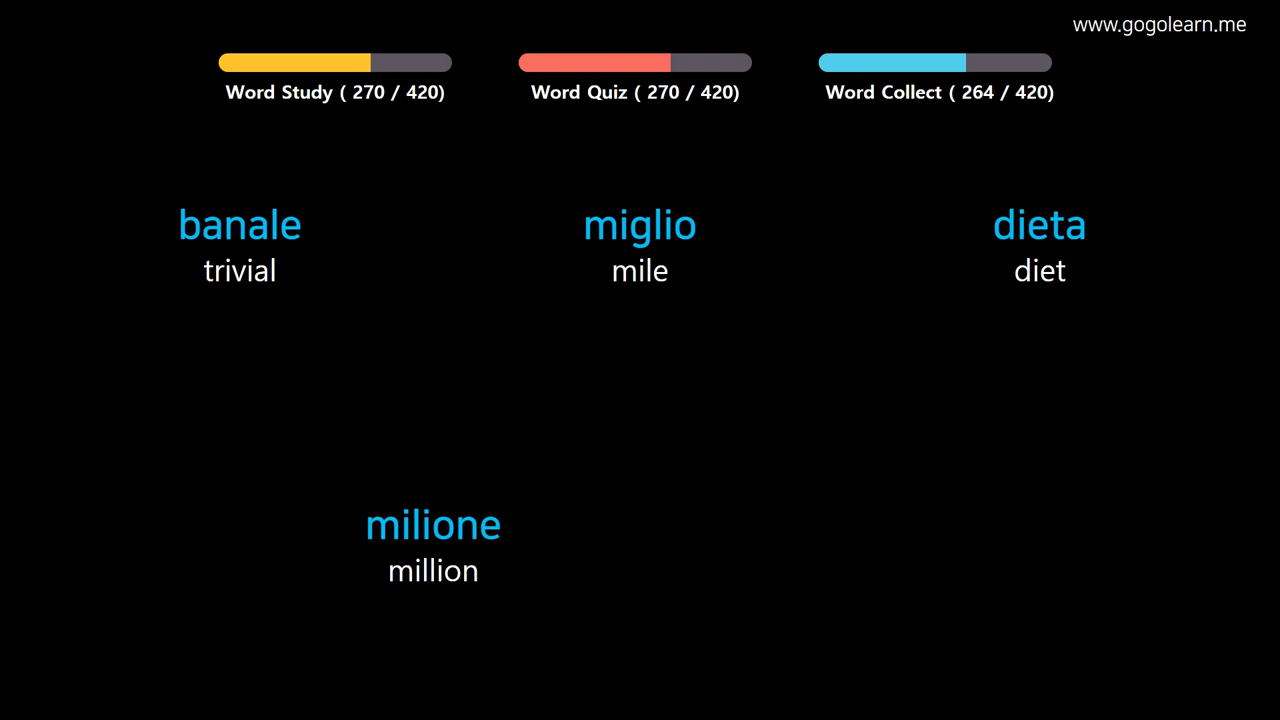 www.gogolearn.me
Word Study ( 270 / 420)
Word Quiz ( 270 / 420)
Word Collect ( 264 / 420)
banale
trivial
miglio
mile
dieta
diet
milione
million